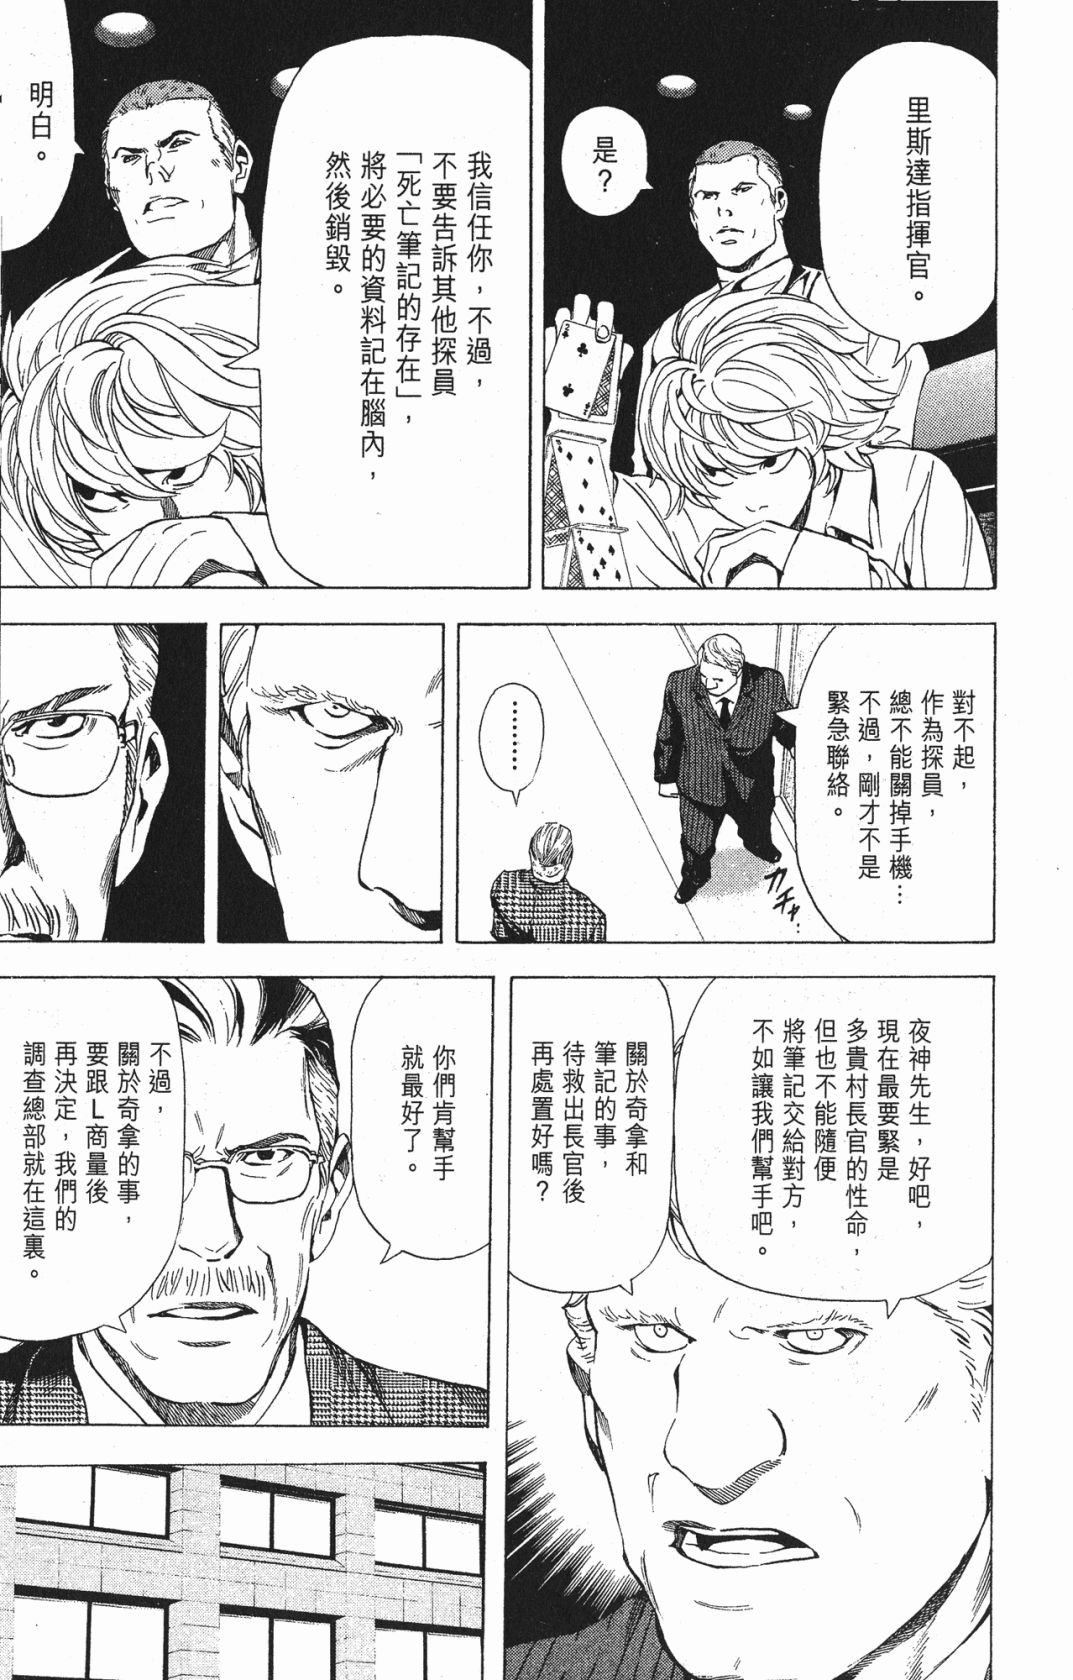 里斯達指揮官。
是？
我信任你，不過，
不要告訴其他探員
「死亡筆記的存在」，
將必要的資料記在腦內，
然後銷毀。
明白。
對不起，
作為探員，
總不能關掉手機…
不過，剛才不是
緊急聯絡。
カチャ…
………
夜神先生，好吧，
現在最要緊是
多貴村長官的性命，
但也不能隨便
將筆記交給對方，
不如讓我們幫手吧。
關於奇拿和
筆記的事，
待救出長官後
再處置好嗎？
你們肯幫手
就最好了。
不過，
關於奇拿的事，
要跟L商量後
再決定，我們的
調查總部就在這裏。